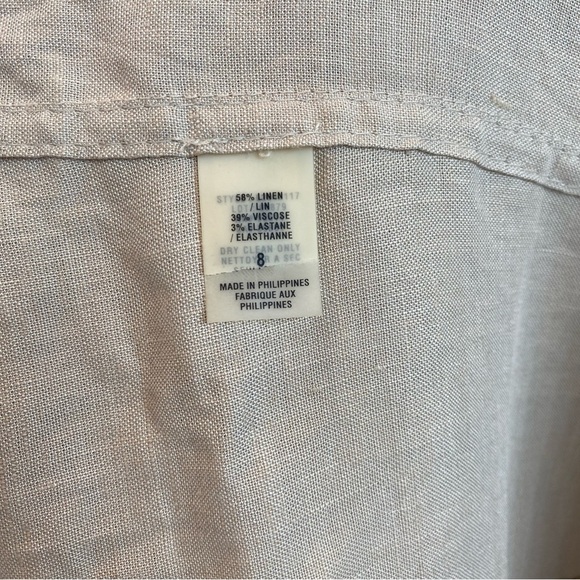 58% LINEN
/ LIN
39% VISCOSE
3% ELASTANE
/ ELASTHANNE
DRY CLEAN ONLY
8
MADE IN PHILIPPINES
FABRIQUE AUX
PHILIPPINES